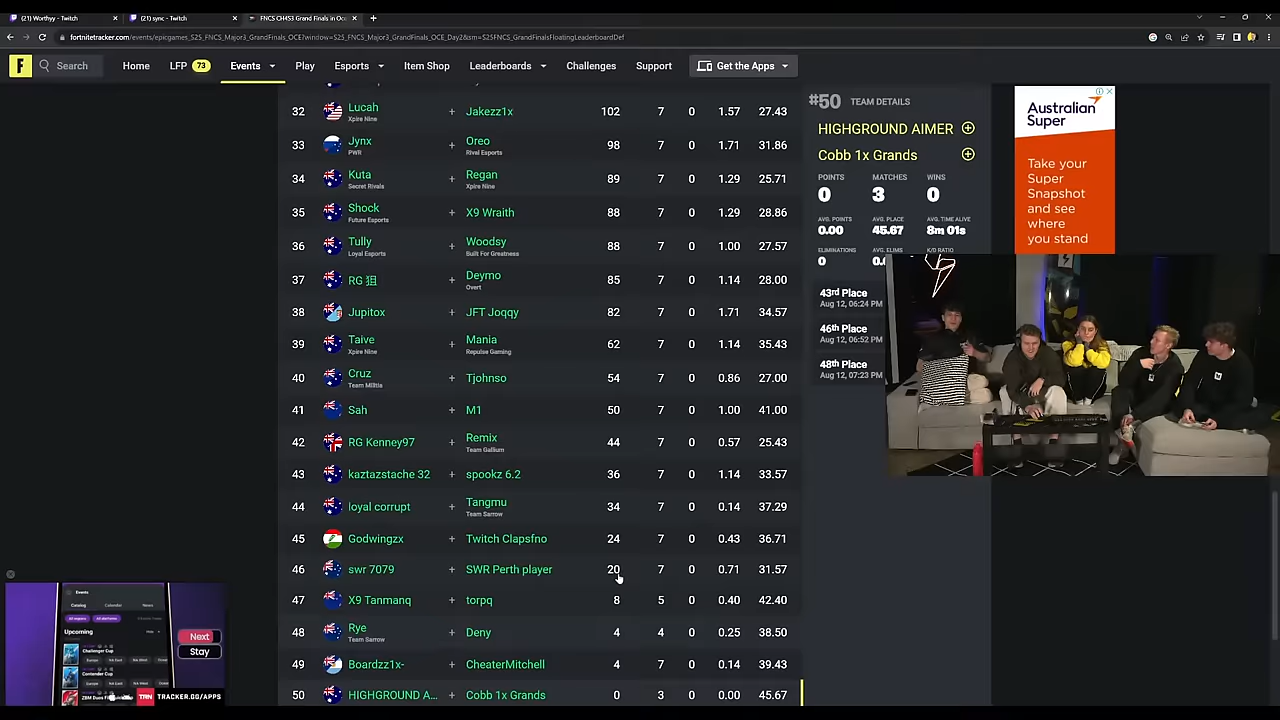 (21) Worthyy - Twitch
(21) sync - Twitch
FNCS CH4S3 Grand Finals in Oce
fortnitetracker.com/events/epicgames_S25_FNCS_Major3_GrandFinals_OCE?window=S25_FNCS_Major3_GrandFinals_OCE_Day2&sm=S25FNCS_GrandFinalsFloatingLeaderboardDef
F Search Home LFP 73 Events Play Esports Item Shop Leaderboards Challenges Support Get the Apps
32 Lucah + Jakezz1x 102 7 0 1.57 27.43
Xpire Nine
33 Jynx + Oreo 98 7 0 1.71 31.86
PWR Rival Esports
34 Kuta + Regan 89 7 0 1.29 25.71
Secret Rivals Xpire Nine
35 Shock + X9 Wraith 88 7 0 1.29 28.86
Future Esports
36 Tully + Woodsy 88 7 0 1.00 27.57
Loyal Esports Built For Greatness
37 RG 狙 + Deymo 85 7 0 1.14 28.00
Overt
38 Jupitox + JFT Joqqy 82 7 0 1.71 34.57
39 Taive + Mania 62 7 0 1.14 35.43
Xpire Nine Repulse Gaming
40 Cruz + Tjohnso 54 7 0 0.86 27.00
Team Militia
41 Sah + M1 50 7 0 1.00 41.00
42 RG Kenney97 + Remix 44 7 0 0.57 25.43
Team Gallium
43 kaztazstache 32 + spookz 6.2 36 7 0 1.14 33.57
44 loyal corrupt + Tangmu 34 7 0 0.14 37.29
Team Sarrow
45 Godwingzx + Twitch Clapsfno 24 7 0 0.43 36.71
46 swr 7079 + SWR Perth player 20 7 0 0.71 31.57
47 X9 Tanmanq + torpq 8 5 0 0.40 42.40
48 Rye + Deny 4 4 0 0.25 38.50
Team Sarrow
49 Boardzz1x- + CheaterMitchell 4 7 0 0.14 39.43
50 HIGHGROUND A... + Cobb 1x Grands 0 3 0 0.00 45.67
#50 TEAM DETAILS
HIGHGROUND AIMER
Cobb 1x Grands
POINTS MATCHES WINS
0 3 0
AVG. POINTS AVG. PLACE AVG. TIME ALIVE
0.00 45.67 8m 01s
ELIMINATIONS AVG. ELIMS K/D RATIO
0
43rd Place
Aug 12, 06:24 PM
46th Place
Aug 12, 06:52 PM
48th Place
Aug 12, 07:23 PM
Australian
Super
Take your
Super
Snapshot
and see
where
you stand
Events
Catalog Calendar News
Upcoming
Challenger Cup
Contender Cup
Next
Stay
TRN TRACKER.GG/APPS